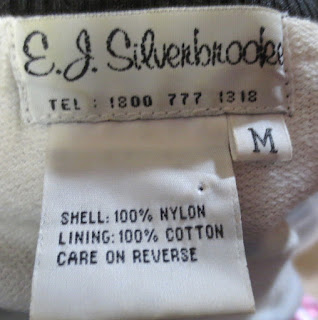 E.J. Silverbrooke
TEL : 1800 777 1318
M
SHELL: 100% NYLON
LINING: 100% COTTON
CARE ON REVERSE